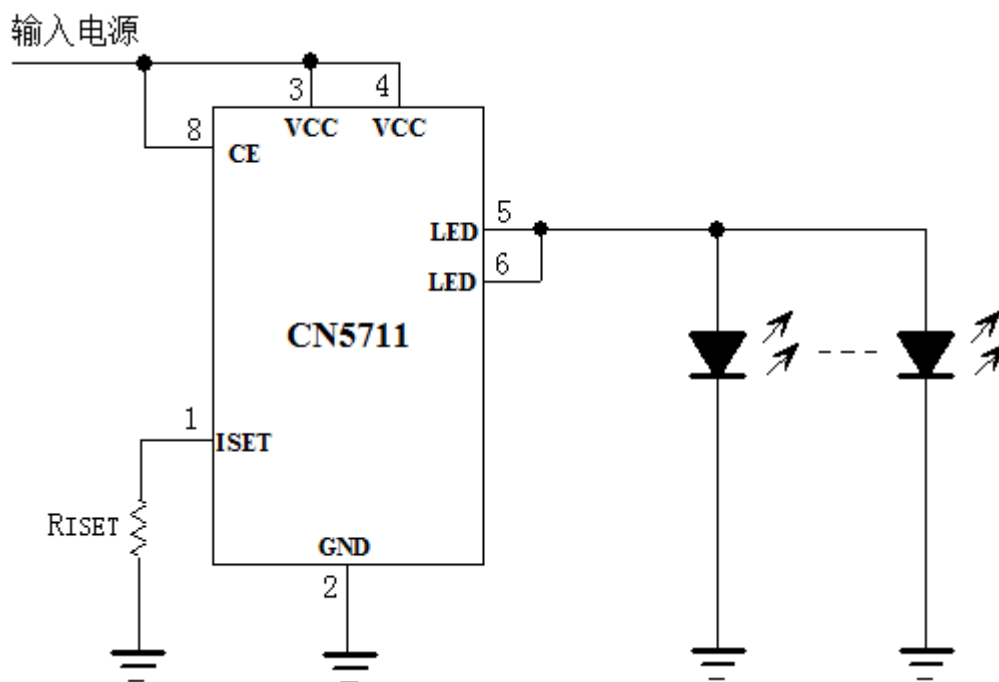 输入电源
3
4
8
VCC
VCC
CE
5
LED
6
LED
CN5711
1
ISET
RISET
GND
2